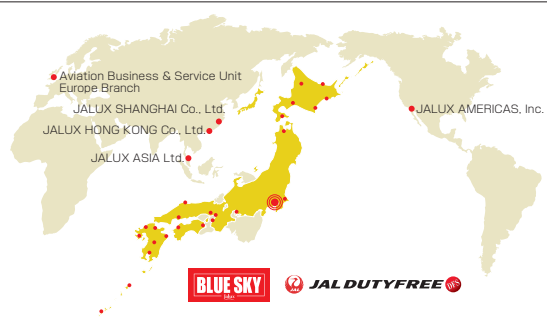 Aviation Business & Service Unit
Europe Branch
JALUX SHANGHAI Co., Ltd.
JALUX AMERICAS, Inc.
JALUX HONG KONG Co., Ltd.
JALUX ASIA Ltd.
BLUE SKY
JAL DUTYFREE
DFS